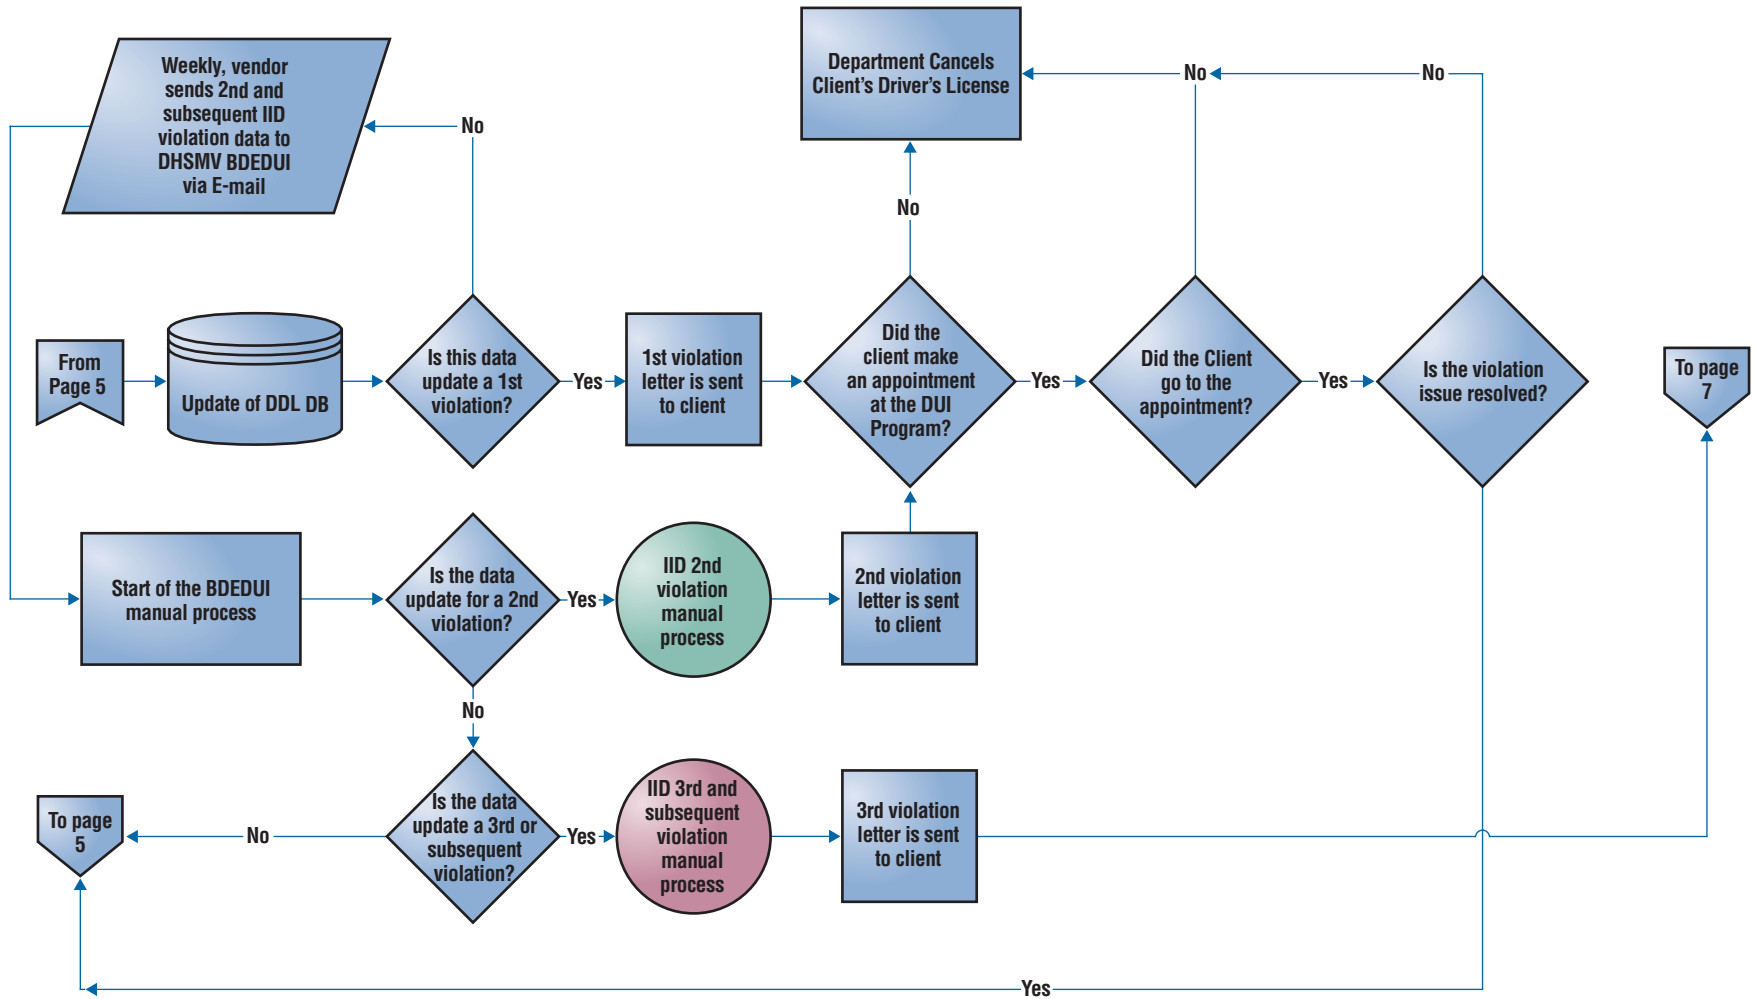 Weekly, vendor
sends 2nd and
subsequent IID
violation data to
DHSMV BDEDUI
via E-mail
No
Department Cancels
Client's Driver's License
No
No
No
From
Page 5
Update of DDL DB
Is this data
update a 1st
violation?
Yes
1st violation
letter is sent
to client
Did the
client make
an appointment
at the DUI
Program?
Yes
Did the Client
go to the
appointment?
Yes
Is the violation
issue resolved?
To page
7
Start of the BDEDUI
manual process
Is the data
update for a 2nd
violation?
Yes
IID 2nd
violation
manual
process
2nd violation
letter is sent
to client
No
To page
5
No
Is the data
update a 3rd or
subsequent
violation?
Yes
IID 3rd and
subsequent
violation
manual
process
3rd violation
letter is sent
to client
Yes